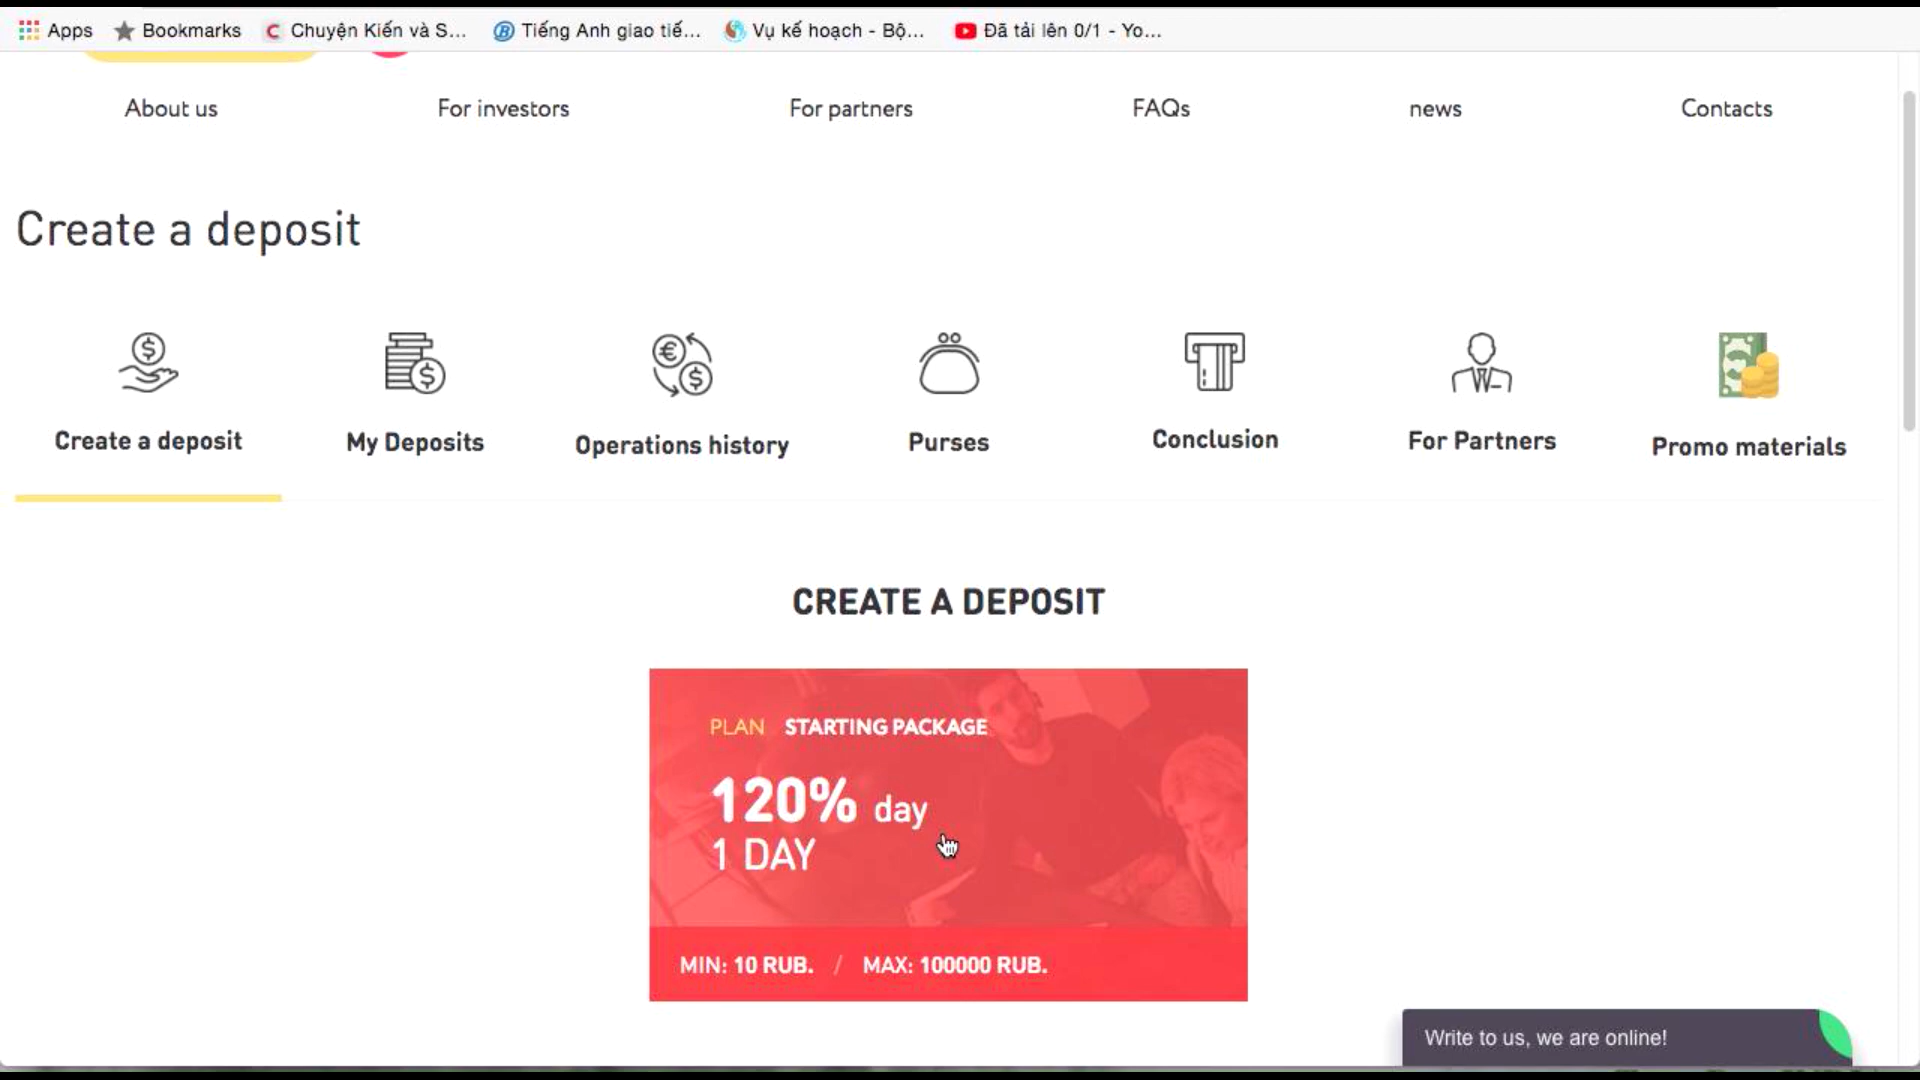 Apps Bookmarks Chuyện Kiến và S... Tiếng Anh giao tiế... Vụ kế hoạch - Bộ... Đã tải lên 0/1 - Yo...
About us For investors For partners FAQs news Contacts
Create a deposit
Create a deposit My Deposits Operations history Purses Conclusion For Partners Promo materials
CREATE A DEPOSIT
PLAN STARTING PACKAGE
120% day
1 DAY
MIN: 10 RUB. / MAX: 100000 RUB.
Write to us, we are online!